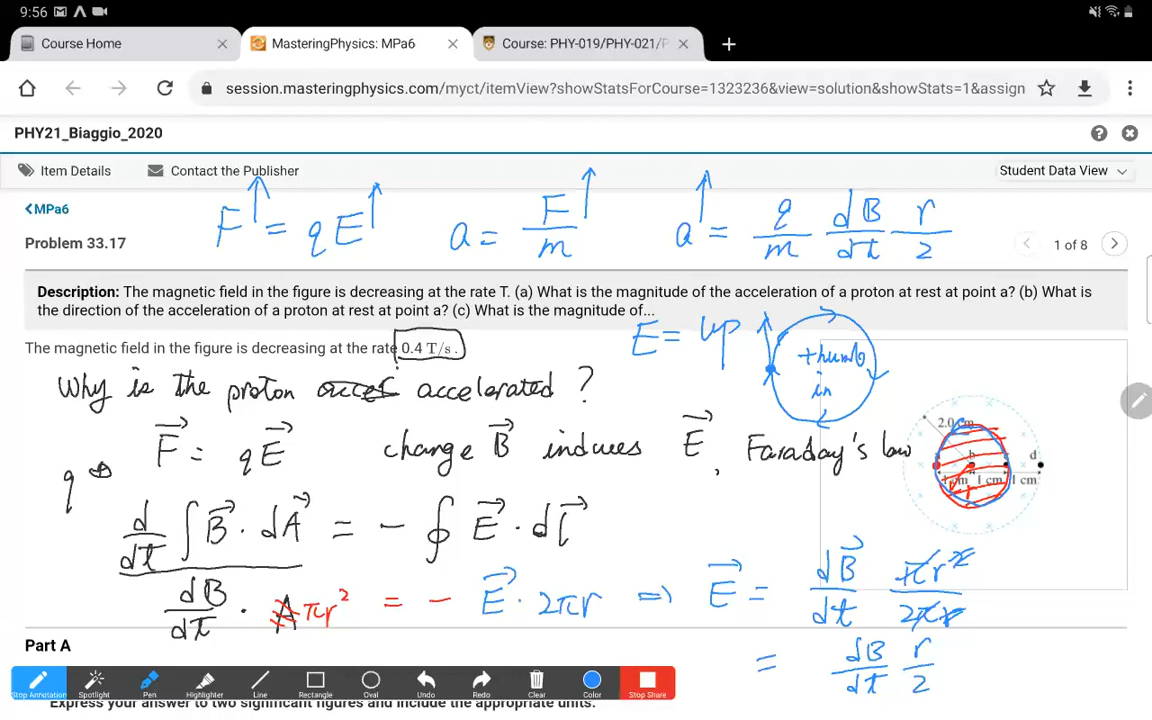 9:56
Course Home
MasteringPhysics: MPa6
Course: PHY-019/PHY-021/P
session.masteringphysics.com/myct/itemView?showStatsForCourse=1323236&view=solution&showStats=1&assign
PHY21_Biaggio_2020
Item Details
Contact the Publisher
Student Data View
<MPa6
F↑ = qE↑ a = F↑/m a↑ = q/m dB/dt r/2
Problem 33.17
1 of 8
Description: The magnetic field in the figure is decreasing at the rate T. (a) What is the magnitude of the acceleration of a proton at rest at point a? (b) What is
the direction of the acceleration of a proton at rest at point a? (c) What is the magnitude of...
The magnetic field in the figure is decreasing at the rate 0.4 T/s .
E = up
thumb
in
Why is the proton accelerated ?
F = qE
q ⊕
change B induces E, Faraday's law
2.0 cm
b
d
1 cm
1 cm
d/dt ∫ B · dA = - ∮ E · dl
dB/dt · A πr² = - E · 2πr ⇒ E = dB/dt πr²/2πr
= dB/dt r/2
Part A
Stop Annotation
Spotlight
Pen
Highlighter
Line
Rectangle
Oval
Undo
Redo
Clear
Color
Stop Share
Express your answer to two significant figures and include the appropriate units.